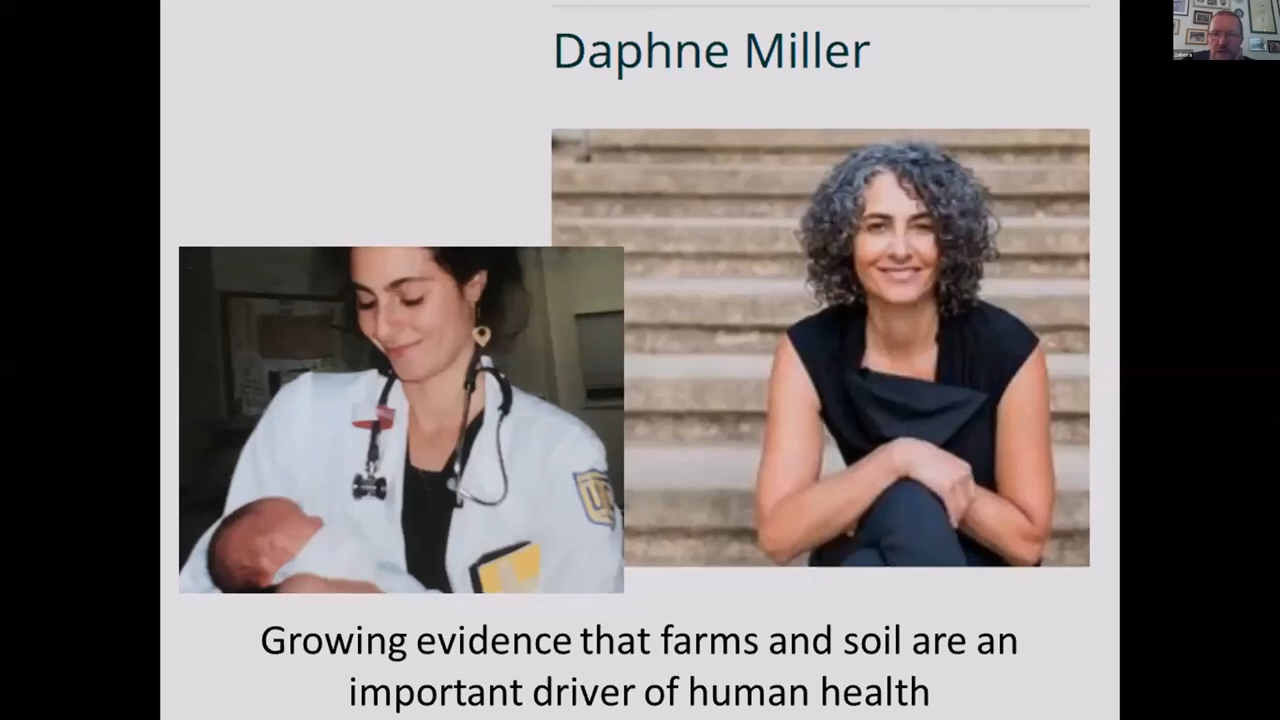 Daphne Miller
Growing evidence that farms and soil are an
important driver of human health